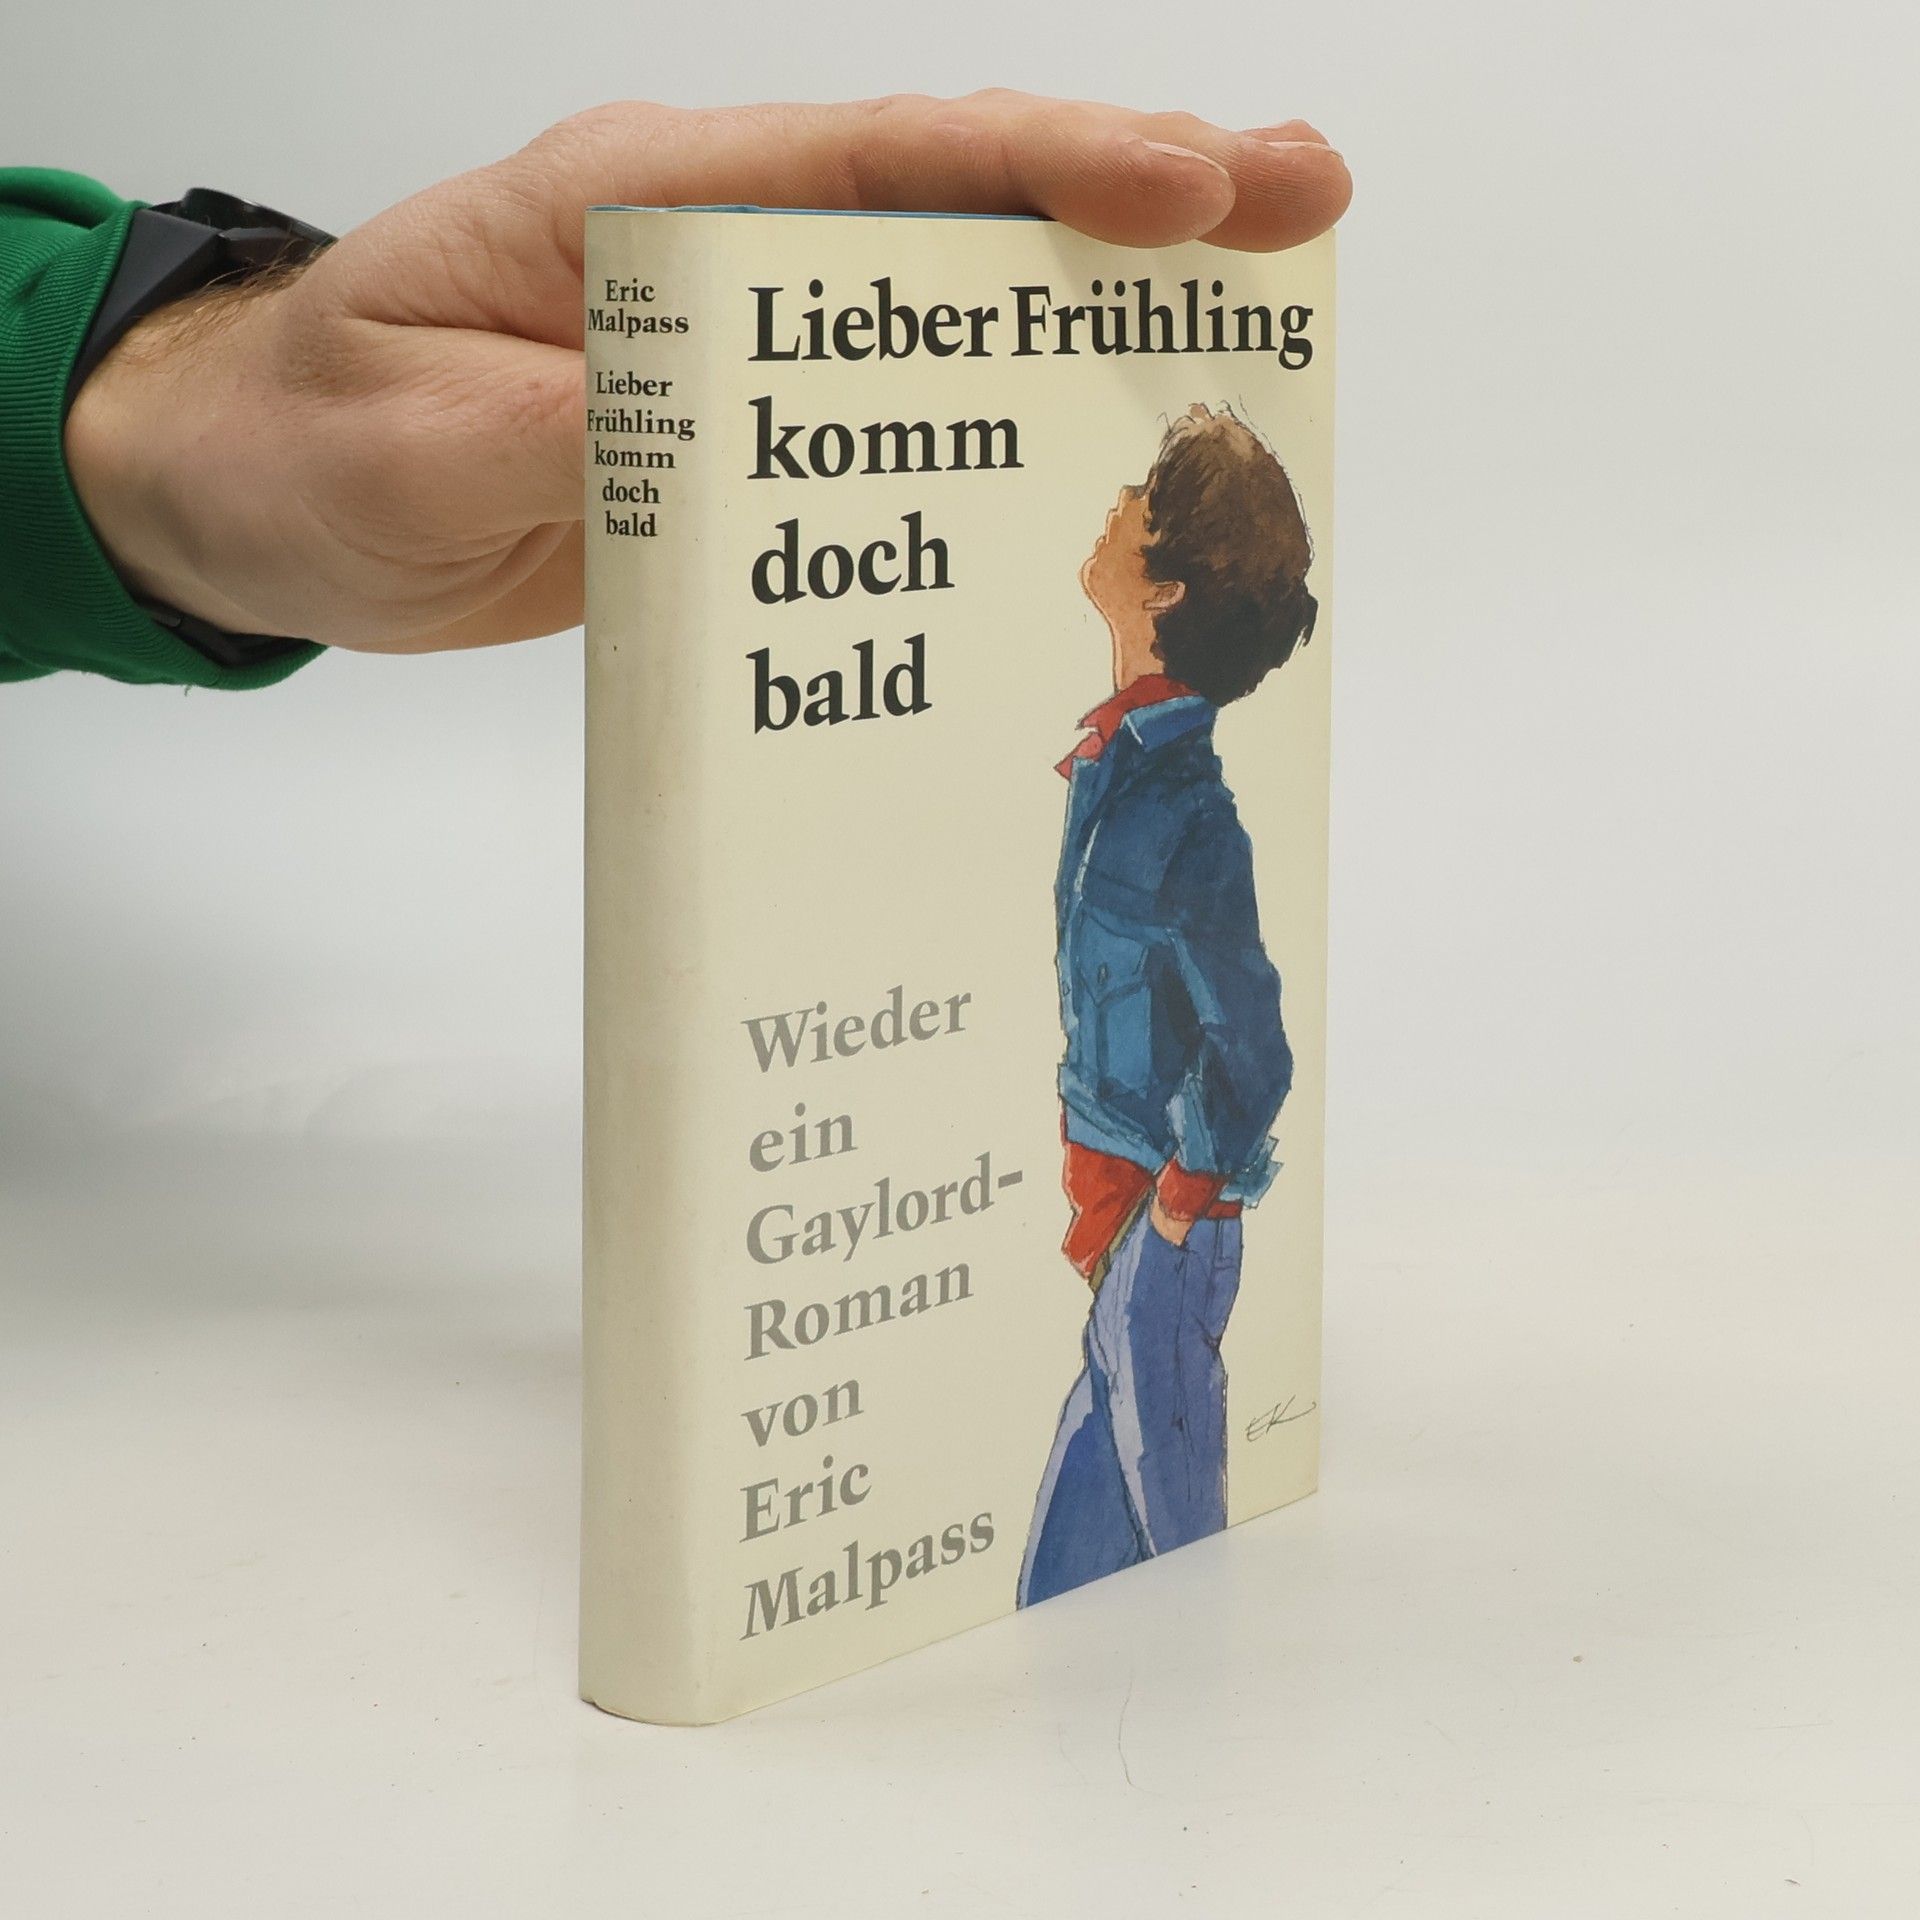 Eric
Malpass
Lieber
Frühling
komm
doch
bald
Lieber Frühling
komm
doch
bald
Wieder
ein
Gaylord-
Roman
von
Eric
Malpass
EK